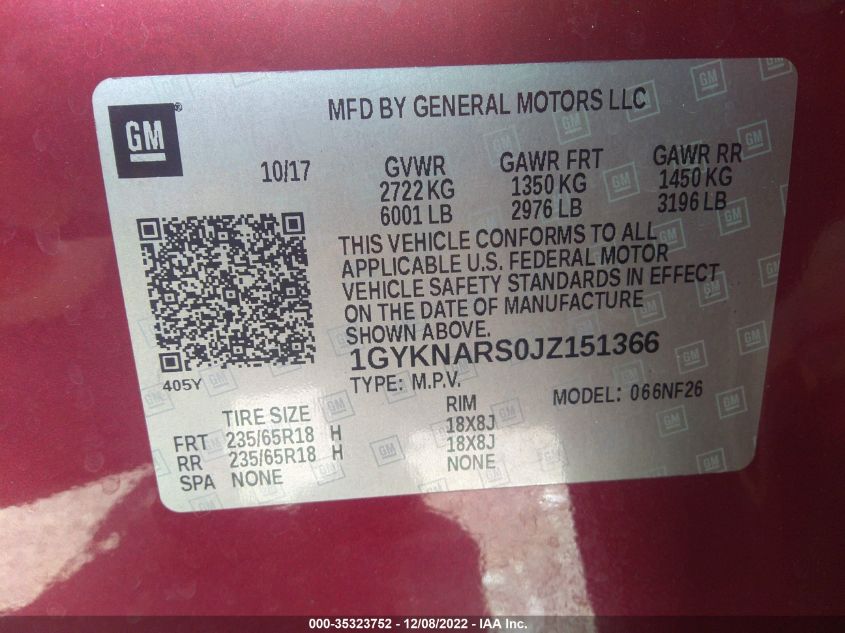 GM
MFD BY GENERAL MOTORS LLC
10/17
GVWR GAWR FRT GAWR RR
2722 KG 1350 KG 1450 KG
6001 LB 2976 LB 3196 LB
THIS VEHICLE CONFORMS TO ALL
APPLICABLE U.S. FEDERAL MOTOR
VEHICLE SAFETY STANDARDS IN EFFECT
ON THE DATE OF MANUFACTURE
SHOWN ABOVE.
1GYKNARS0JZ151366
405Y
TYPE: M.P.V.
MODEL: 066NF26
TIRE SIZE RIM
FRT 235/65R18 H 18X8J
RR 235/65R18 H 18X8J
SPA NONE NONE
000-35323752 - 12/08/2022 - IAA Inc.